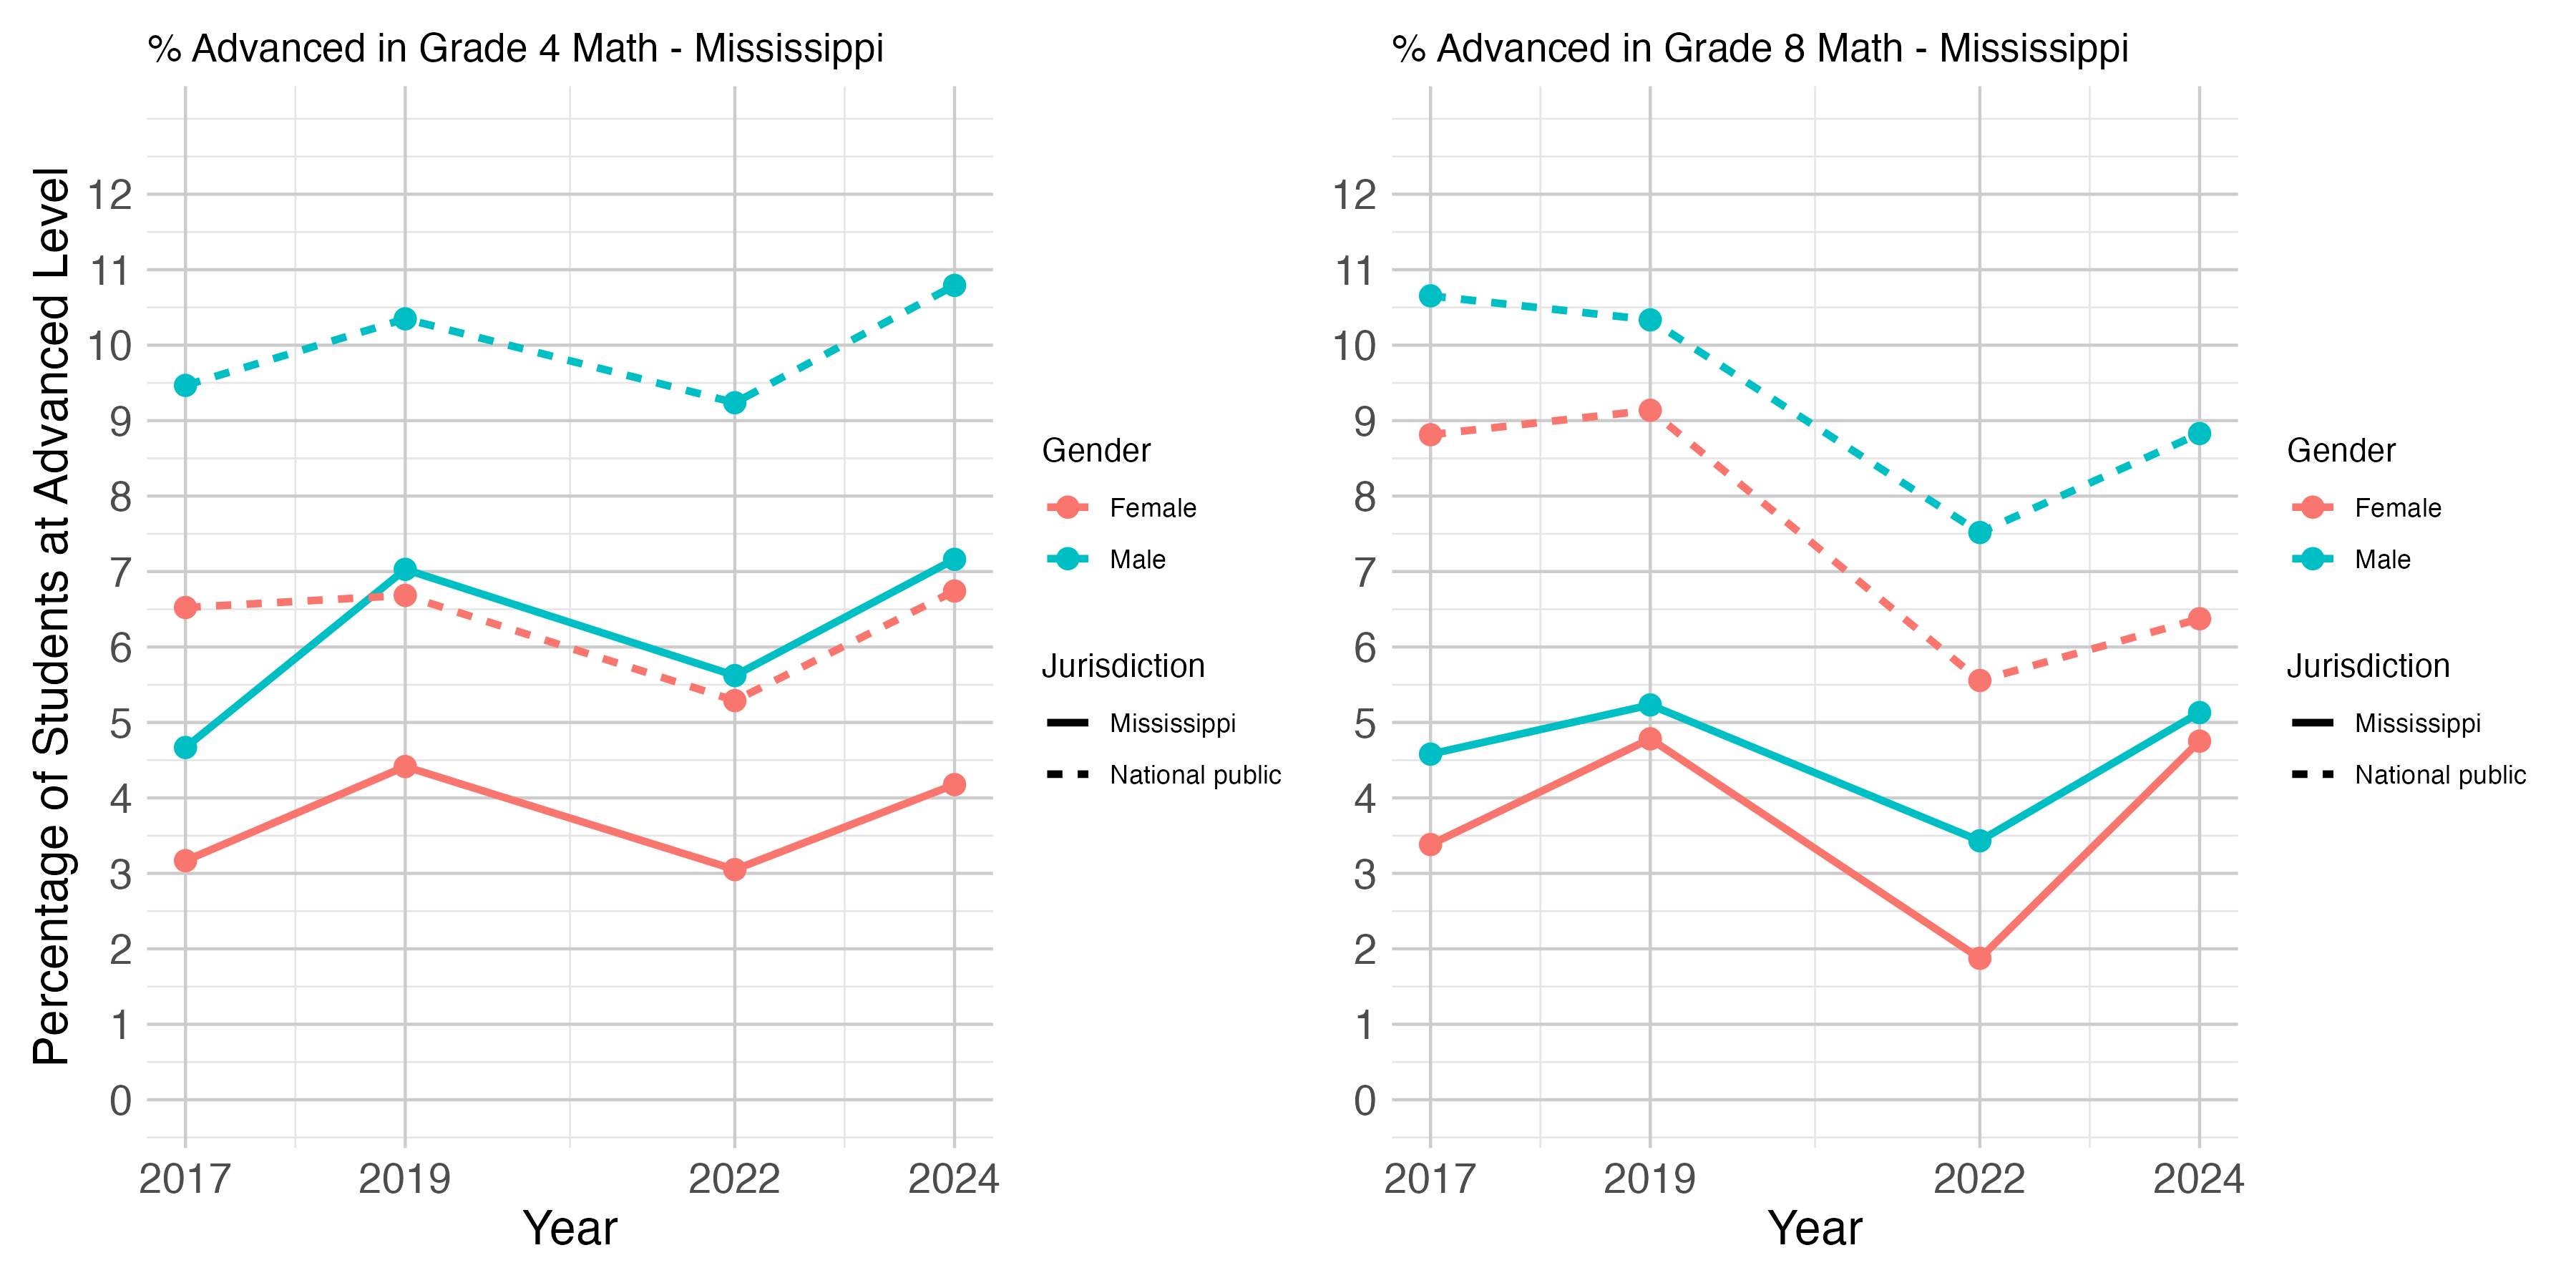 % Advanced in Grade 4 Math - Mississippi
Percentage of Students at Advanced Level
12
11
10
9
8
7
6
5
4
3
2
1
0
2017 2019 2022 2024
Year
Gender
Female
Male
Jurisdiction
Mississippi
National public
% Advanced in Grade 8 Math - Mississippi
12
11
10
9
8
7
6
5
4
3
2
1
0
2017 2019 2022 2024
Year
Gender
Female
Male
Jurisdiction
Mississippi
National public